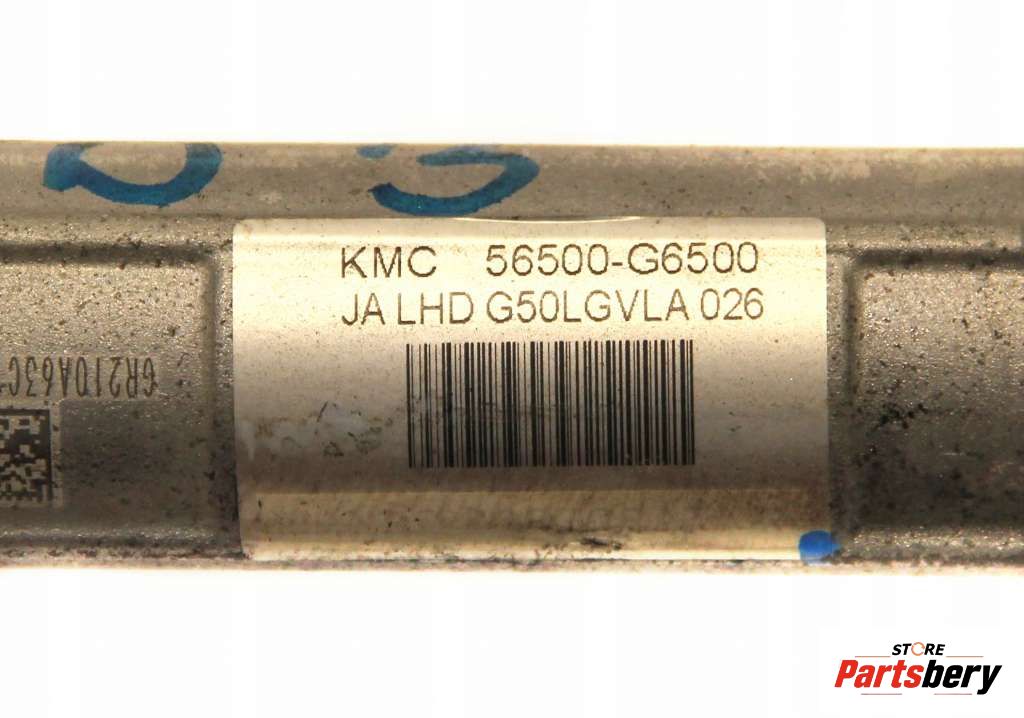 KMC 56500-G6500
JA LHD G50LGVLA 026
GR210A63C
STORE
Partsbery